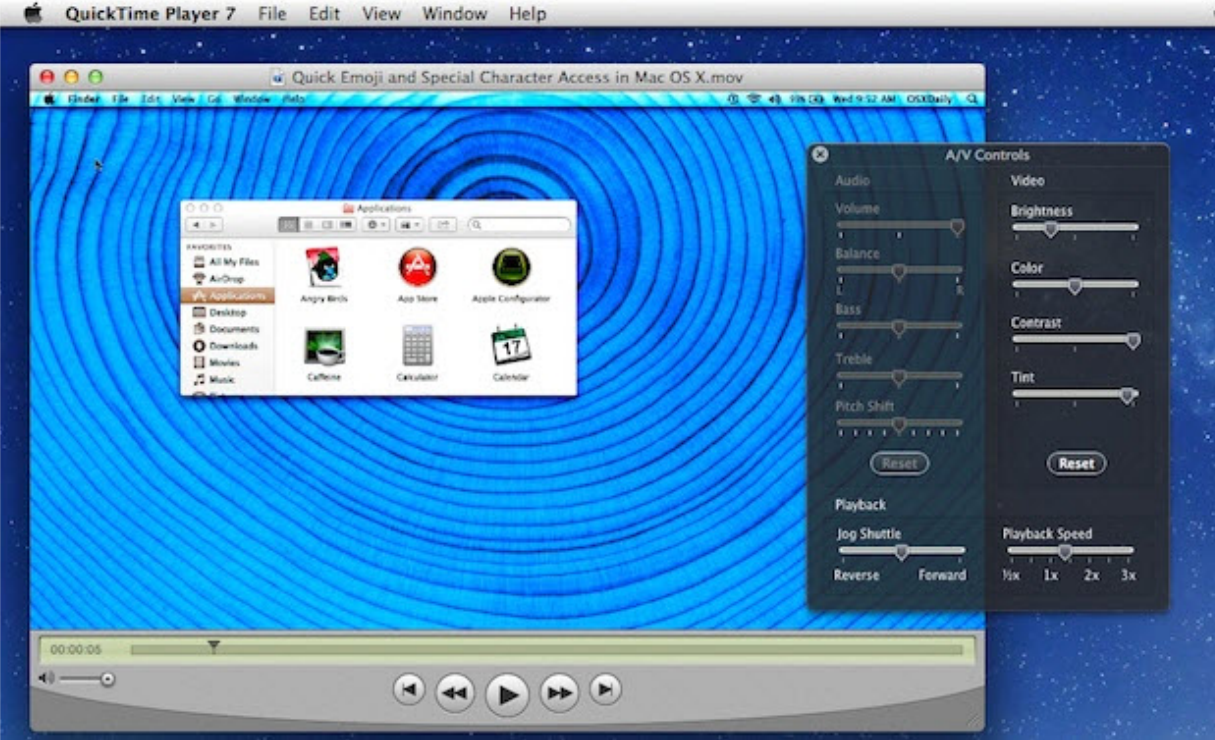 QuickTime Player 7 File Edit View Window Help
Quick Emoji and Special Character Access in Mac OS X.mov
Finder File Edit View Go Window Help
Wed 9:52 AM OSXDaily
Applications
FAVORITES
All My Files
AirDrop
Applications
Desktop
Documents
Downloads
Movies
Music
Angry Birds App Store Apple Configurator
Caffeine Calculator Calendar
17
A/V Controls
Audio
Volume
Balance
L R
Bass
Treble
Pitch Shift
Reset
Video
Brightness
Color
Contrast
Tint
Reset
Playback
Jog Shuttle
Reverse Forward
Playback Speed
½x 1x 2x 3x
00:00:05